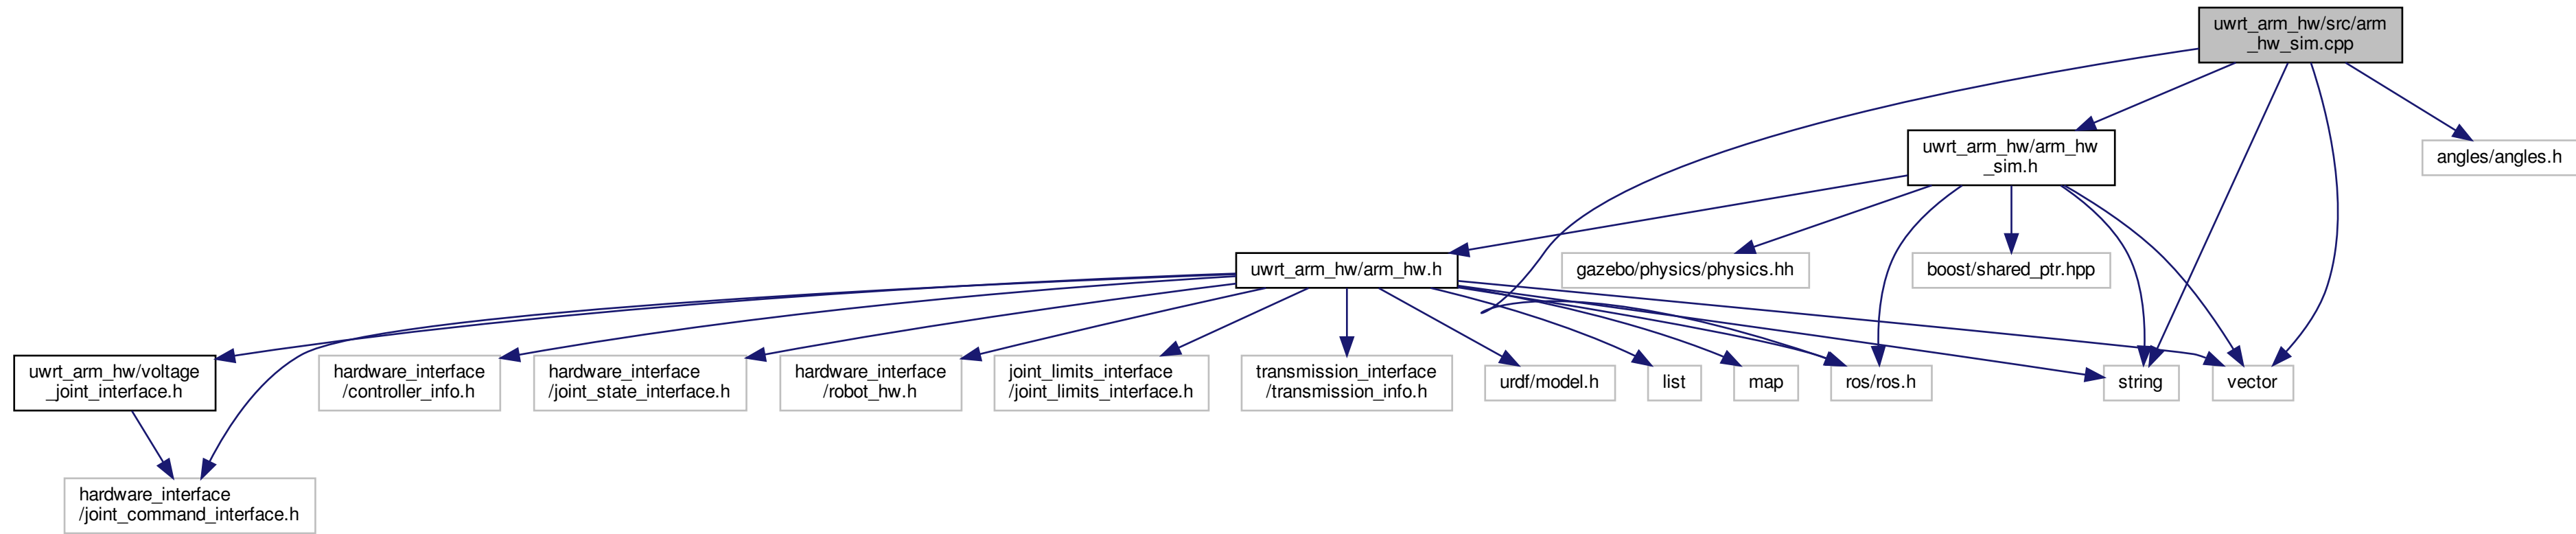 uwrt_arm_hw/src/arm
_hw_sim.cpp
uwrt_arm_hw/arm_hw
_sim.h
angles/angles.h
uwrt_arm_hw/arm_hw.h
gazebo/physics/physics.hh
boost/shared_ptr.hpp
uwrt_arm_hw/voltage
_joint_interface.h
hardware_interface
/controller_info.h
hardware_interface
/joint_state_interface.h
hardware_interface
/robot_hw.h
joint_limits_interface
/joint_limits_interface.h
transmission_interface
/transmission_info.h
urdf/model.h
list
map
ros/ros.h
string
vector
hardware_interface
/joint_command_interface.h